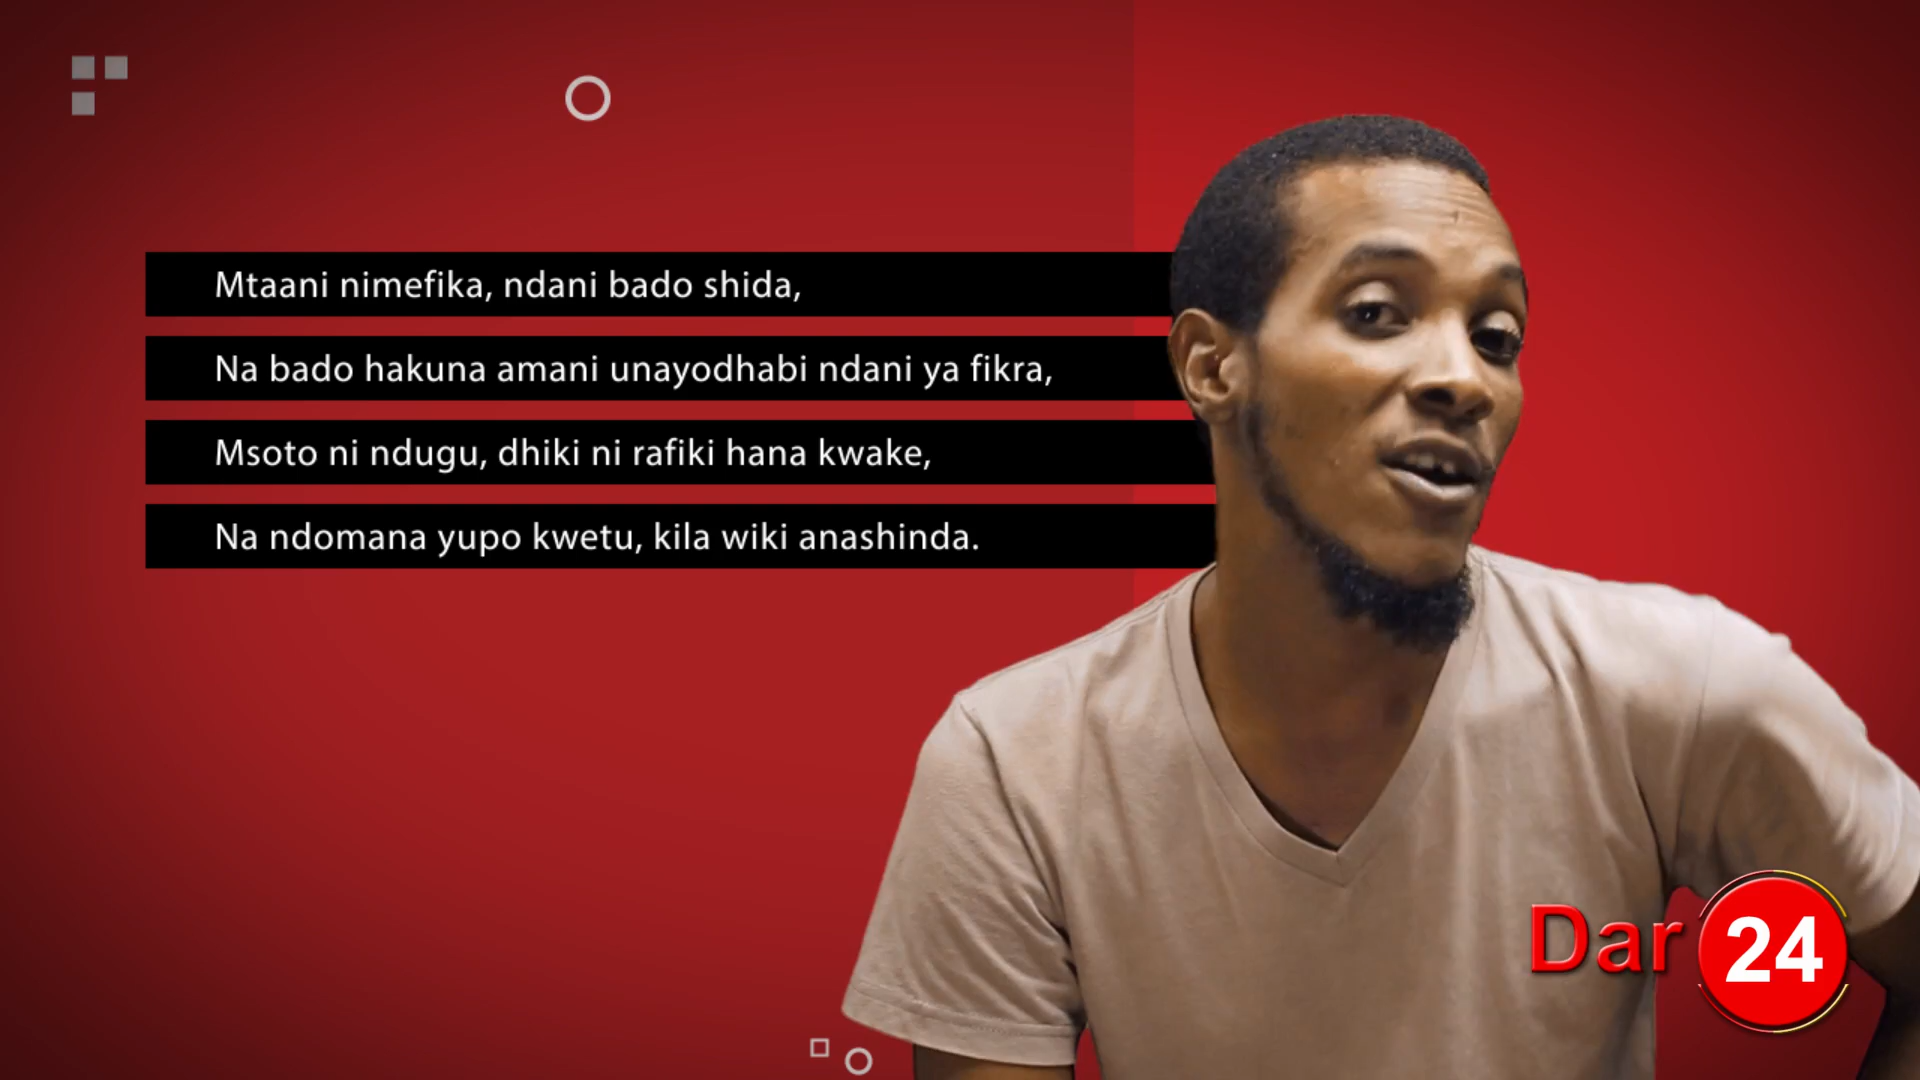 Mtaani nimefika, ndani bado shida,
Na bado hakuna amani unayodhabi ndani ya fikra,
Msoto ni ndugu, dhiki ni rafiki hana kwake,
Na ndomana yupo kwetu, kila wiki anashinda.
Dar 24